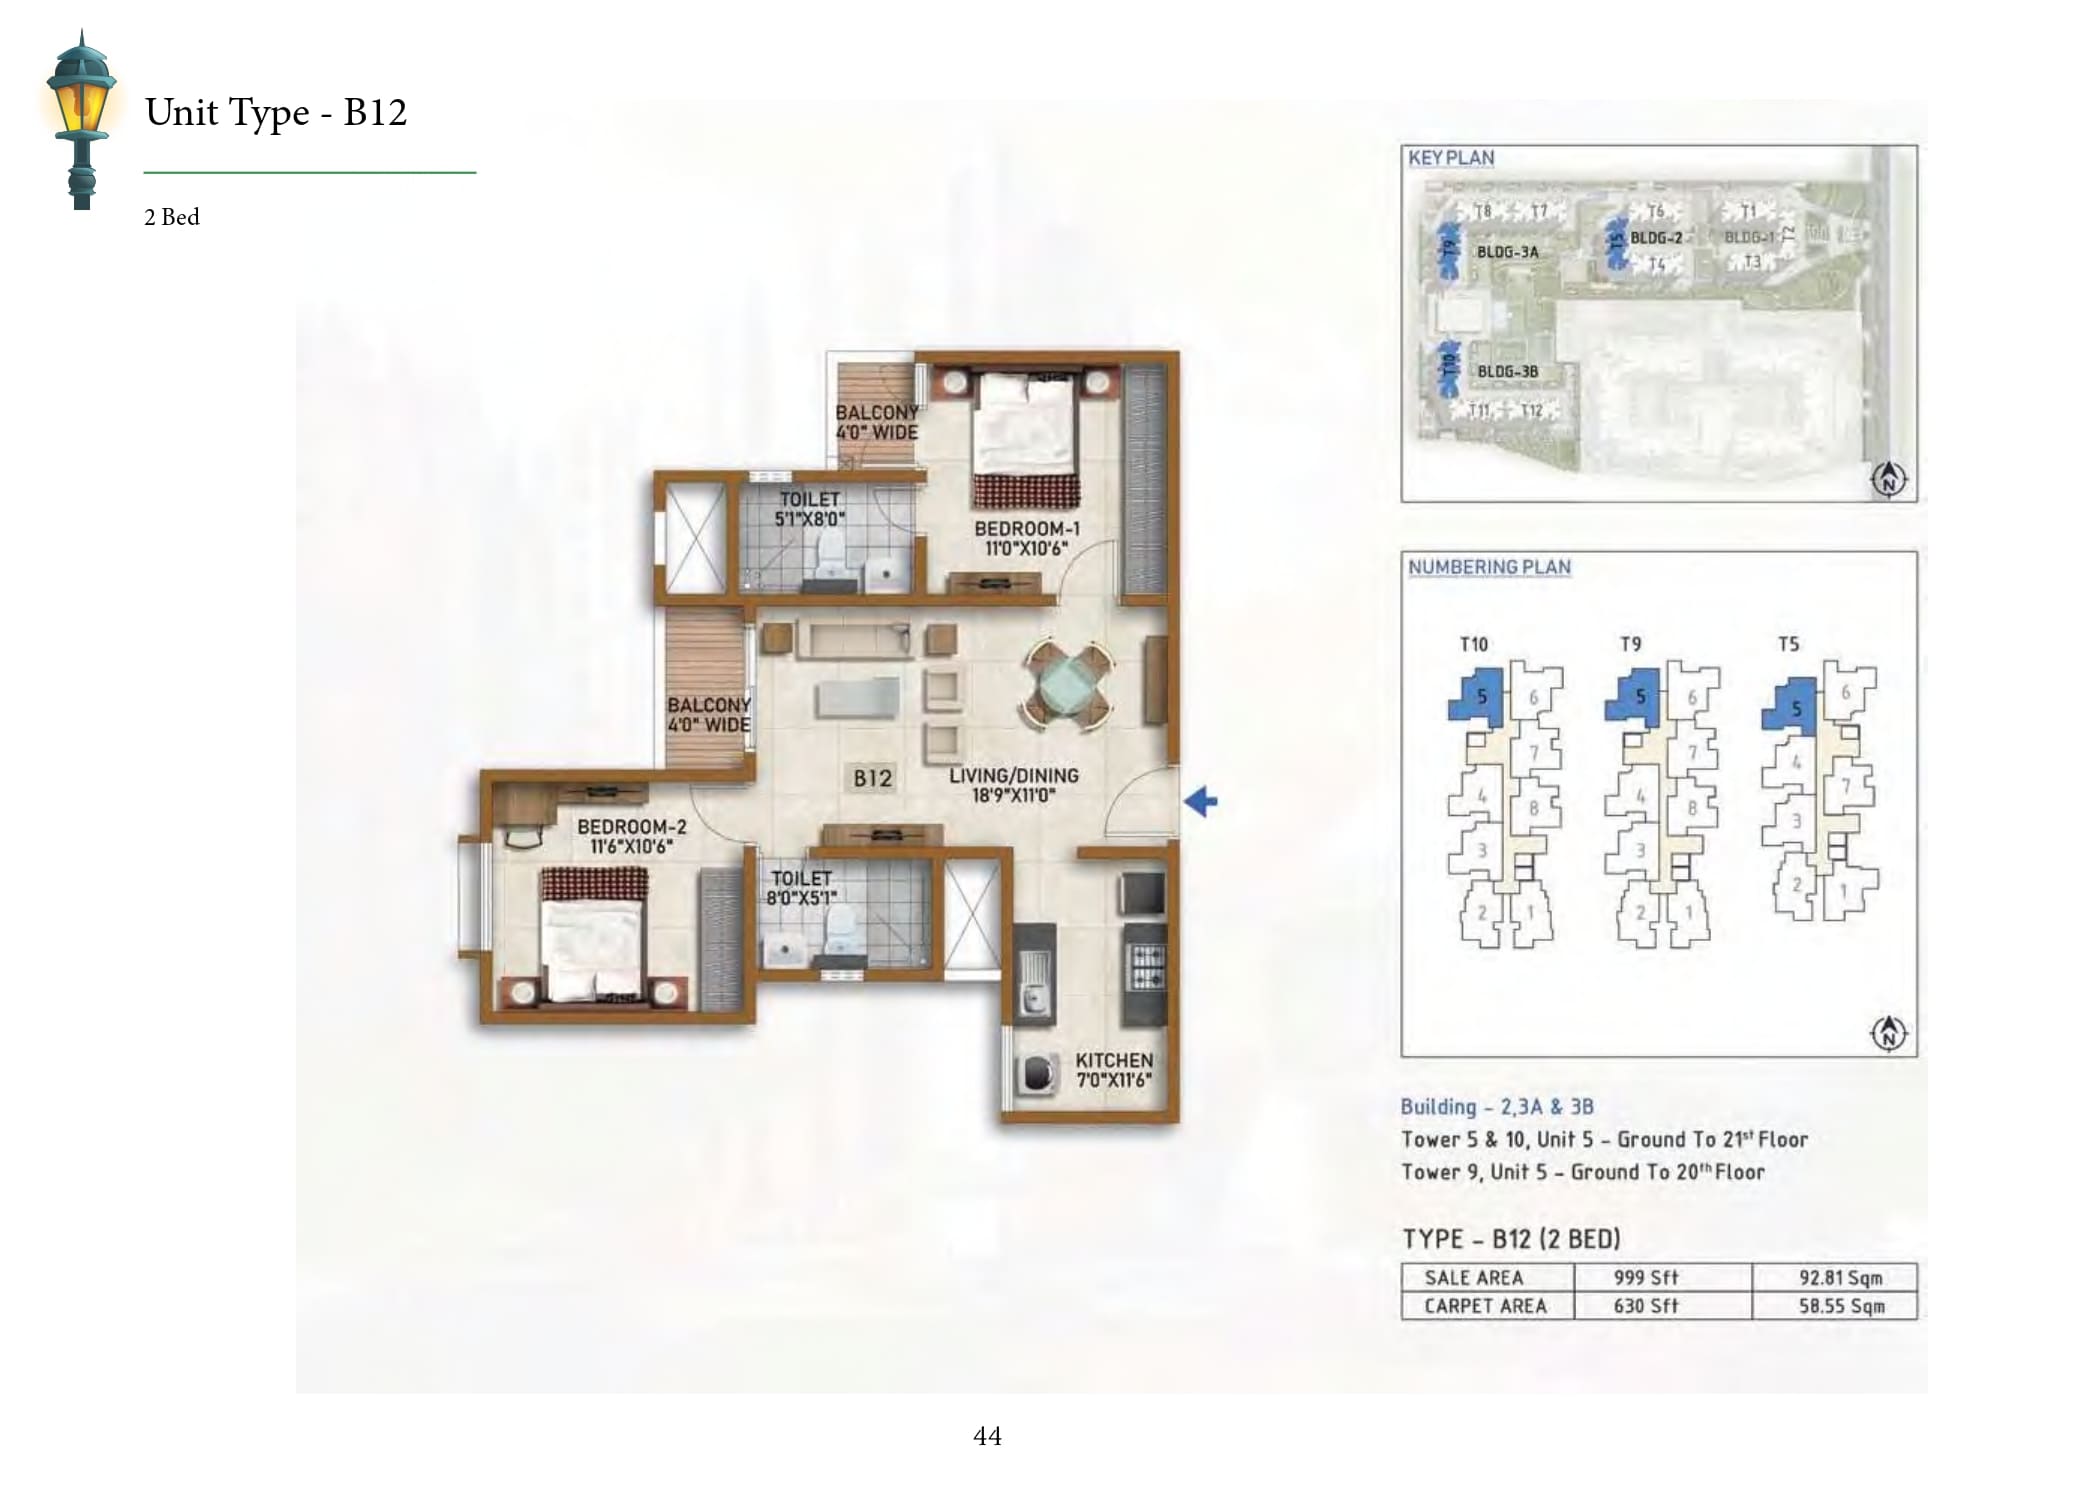 Unit Type - B12
2 Bed
KEY PLAN
T8
T7
T6
T1
T9
BLDG-3A
T5
BLDG-2
BLDG-1
T2
T4
T3
T10
BLDG-3B
T11
T12
N
BALCONY
4'0" WIDE
TOILET
5'1"X8'0"
BEDROOM-1
11'0"X10'6"
BALCONY
4'0" WIDE
B12
LIVING/DINING
18'9"X11'0"
BEDROOM-2
11'6"X10'6"
TOILET
8'0"X5'1"
KITCHEN
7'0"X11'6"
NUMBERING PLAN
T10
T9
T5
5
6
7
4
8
3
2
1
5
6
7
4
8
3
2
1
5
6
4
7
3
2
1
N
Building - 2,3A & 3B
Tower 5 & 10, Unit 5 - Ground To 21st Floor
Tower 9, Unit 5 - Ground To 20th Floor
TYPE - B12 (2 BED)
SALE AREA 999 Sft 92.81 Sqm
CARPET AREA 630 Sft 58.55 Sqm
44